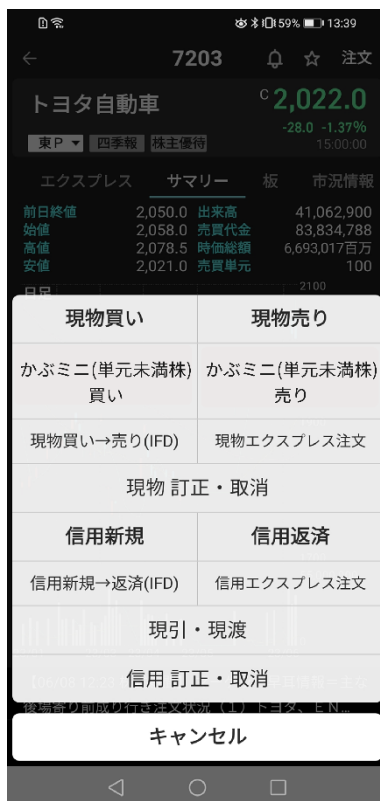 59% 13:39
7203 注文
トヨタ自動車 C 2,022.0
-28.0 -1.37%
東P ▼ 四季報 株主優待 15:00:00
エクスプレス サマリー 板 市況情報
前日終値 2,050.0 出来高 41,062,900
始値 2,058.0 売買代金 83,834,788
高値 2,078.5 時価総額 6,693,017百万
安値 2,021.0 売買単元 100
日足 2100
現物買い 現物売り
かぶミニ(単元未満株) かぶミニ(単元未満株)
買い 売り
現物買い→売り(IFD) 現物エクスプレス注文
現物 訂正・取消
信用新規 信用返済
信用新規→返済(IFD) 信用エクスプレス注文
現引・現渡
信用 訂正・取消
後場寄り前成り行き注文状況(1)トヨタ、EN...
キャンセル